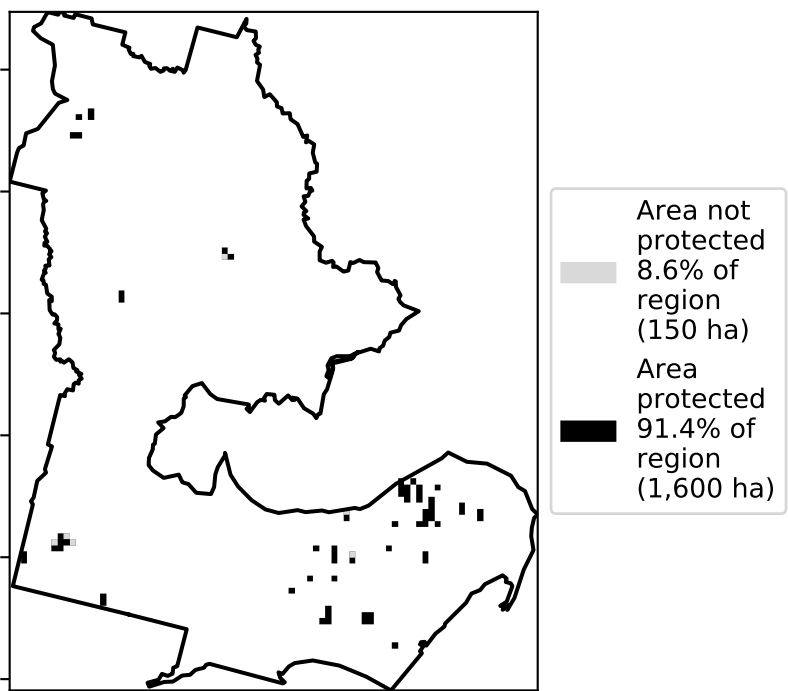 Area not
protected
8.6% of
region
(150 ha)
Area
protected
91.4% of
region
(1,600 ha)